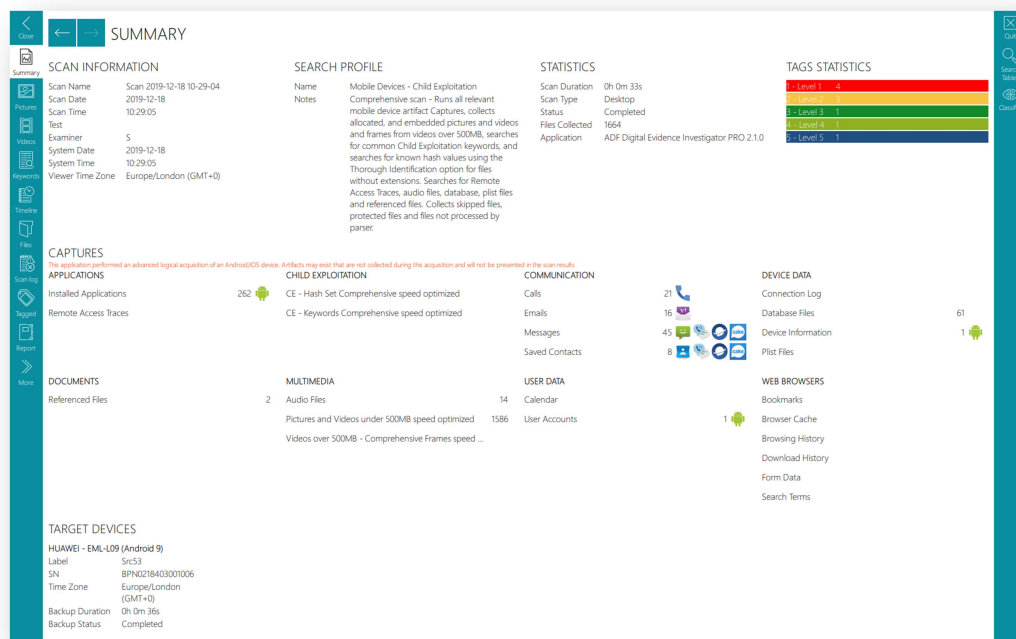 Close
SUMMARY
Summary
Pictures
Videos
Keywords
Timeline
Files
Scan log
Tagged
Report
More
SCAN INFORMATION
Scan Name Scan 2019-12-18 10-29-04
Scan Date 2019-12-18
Scan Time 10:29:05
Test
Examiner S
System Date 2019-12-18
System Time 10:29:05
Viewer Time Zone Europe/London (GMT+0)
SEARCH PROFILE
Name Mobile Devices - Child Exploitation
Notes Comprehensive scan - Runs all relevant
mobile device artifact Captures, collects
allocated, and embedded pictures and videos
and frames from videos over 500MB, searches
for common Child Exploitation keywords, and
searches for known hash values using the
Thorough Identification option for files
without extensions. Searches for Remote
Access Traces, audio files, database, plist files
and referenced files. Collects skipped files,
protected files and files not processed by
parser.
STATISTICS
Scan Duration 0h 0m 33s
Scan Type Desktop
Status Completed
Files Collected 1664
Application ADF Digital Evidence Investigator PRO 2.1.0
TAGS STATISTICS
1 - Level 1 4
2 - Level 2 3
3 - Level 3 1
4 - Level 4 1
5 - Level 5 1
CAPTURES
This application performed an advanced logical acquisition of an Android/iOS device. Artifacts may exist that are not collected during this acquisition and will not be presented in the scan results.
APPLICATIONS
Installed Applications 262
Remote Access Traces
CHILD EXPLOITATION
CE - Hash Set Comprehensive speed optimized
CE - Keywords Comprehensive speed optimized
COMMUNICATION
Calls 21
Emails 16
Messages 45
Saved Contacts 8
DEVICE DATA
Connection Log
Database Files 61
Device Information 1
Plist Files
DOCUMENTS
Referenced Files 2
MULTIMEDIA
Audio Files 14
Pictures and Videos under 500MB speed optimized 1586
Videos over 500MB - Comprehensive Frames speed ...
USER DATA
Calendar
User Accounts 1
WEB BROWSERS
Bookmarks
Browser Cache
Browsing History
Download History
Form Data
Search Terms
TARGET DEVICES
HUAWEI - EML-L09 (Android 9)
Label Src53
SN BPN0218403001006
Time Zone Europe/London
(GMT+0)
Backup Duration 0h 0m 36s
Backup Status Completed